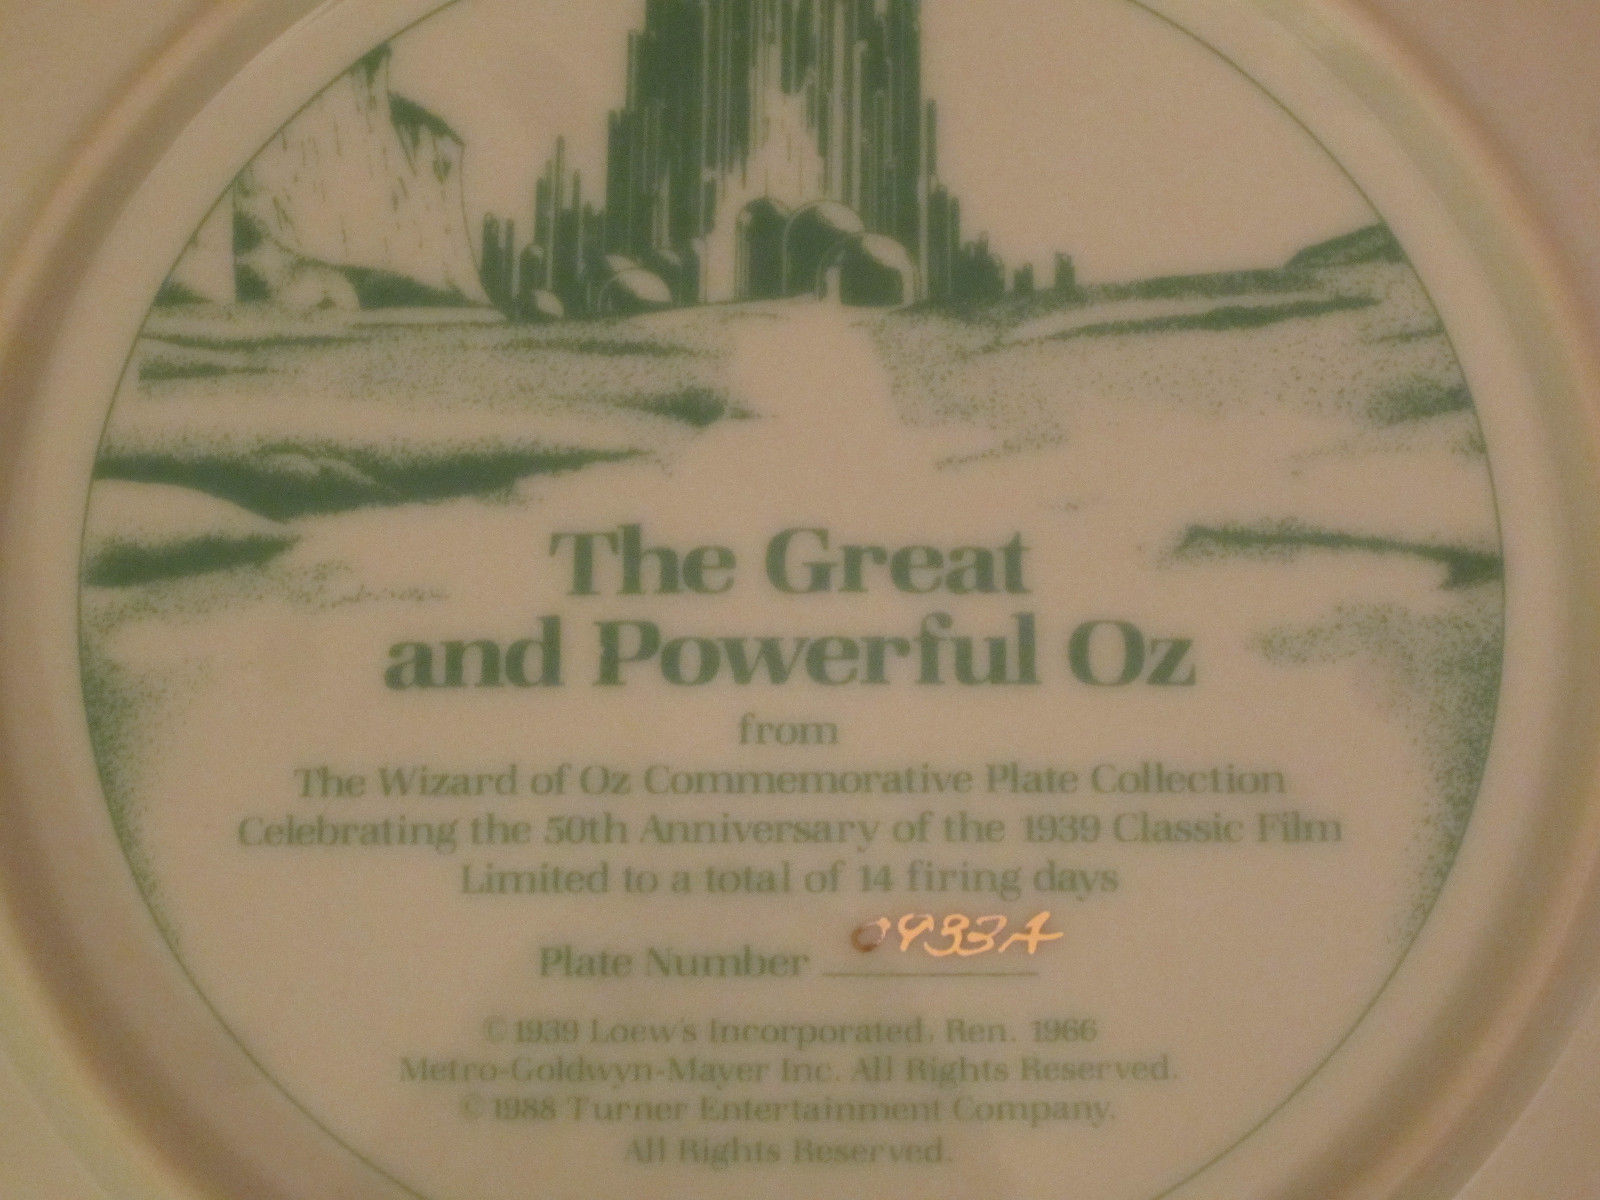 The Great
and Powerful Oz
from
The Wizard of Oz Commemorative Plate Collection
Celebrating the 50th Anniversary of the 1939 Classic Film
Limited to a total of 14 firing days
Plate Number 0933A
©1939 Loew's Incorporated, Ren. 1966
Metro-Goldwyn-Mayer Inc. All Rights Reserved.
©1988 Turner Entertainment Company.
All Rights Reserved.